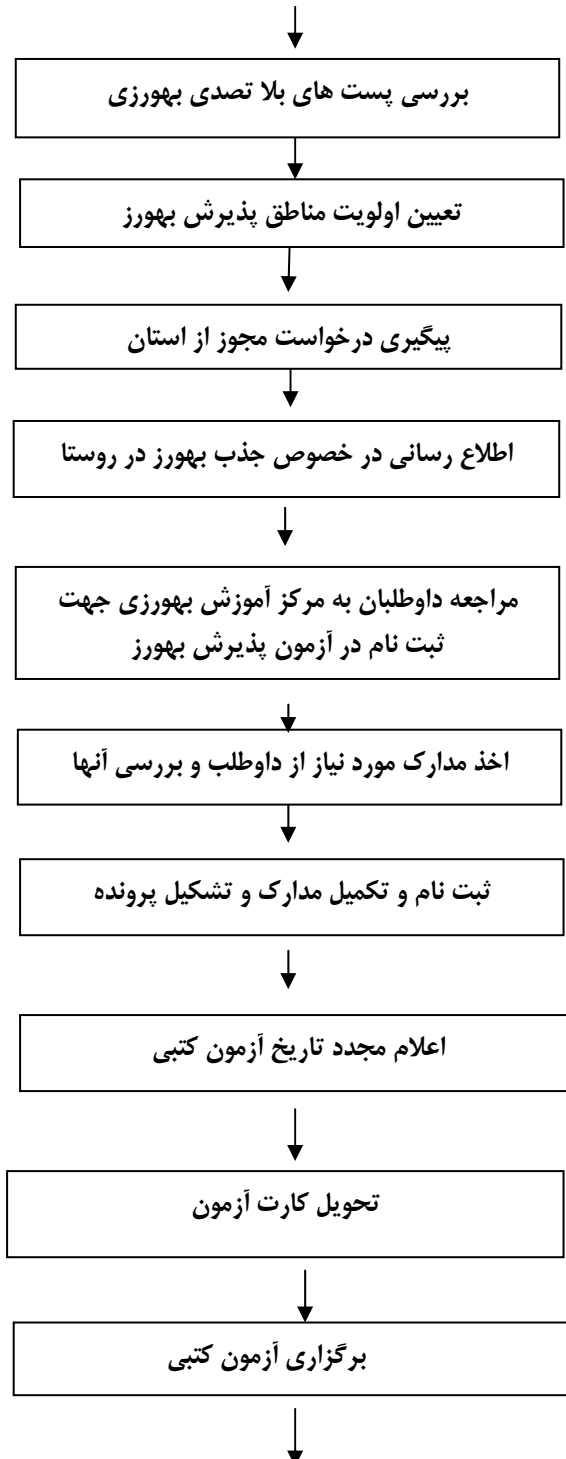 بررسی پست های بلا تصدی بهورزی
تعیین اولویت مناطق پذیرش بهورز
پیگیری درخواست مجوز از استان
اطلاع رسانی در خصوص جذب بهورز در روستا
مراجعه داوطلبان به مرکز آموزش بهورزی جهت
ثبت نام در آزمون پذیرش بهورز
اخذ مدارک مورد نیاز از داوطلب و بررسی آنها
ثبت نام و تکمیل مدارک و تشکیل پرونده
اعلام مجدد تاریخ آزمون کتبی
تحویل کارت آزمون
برگزاری آزمون کتبی